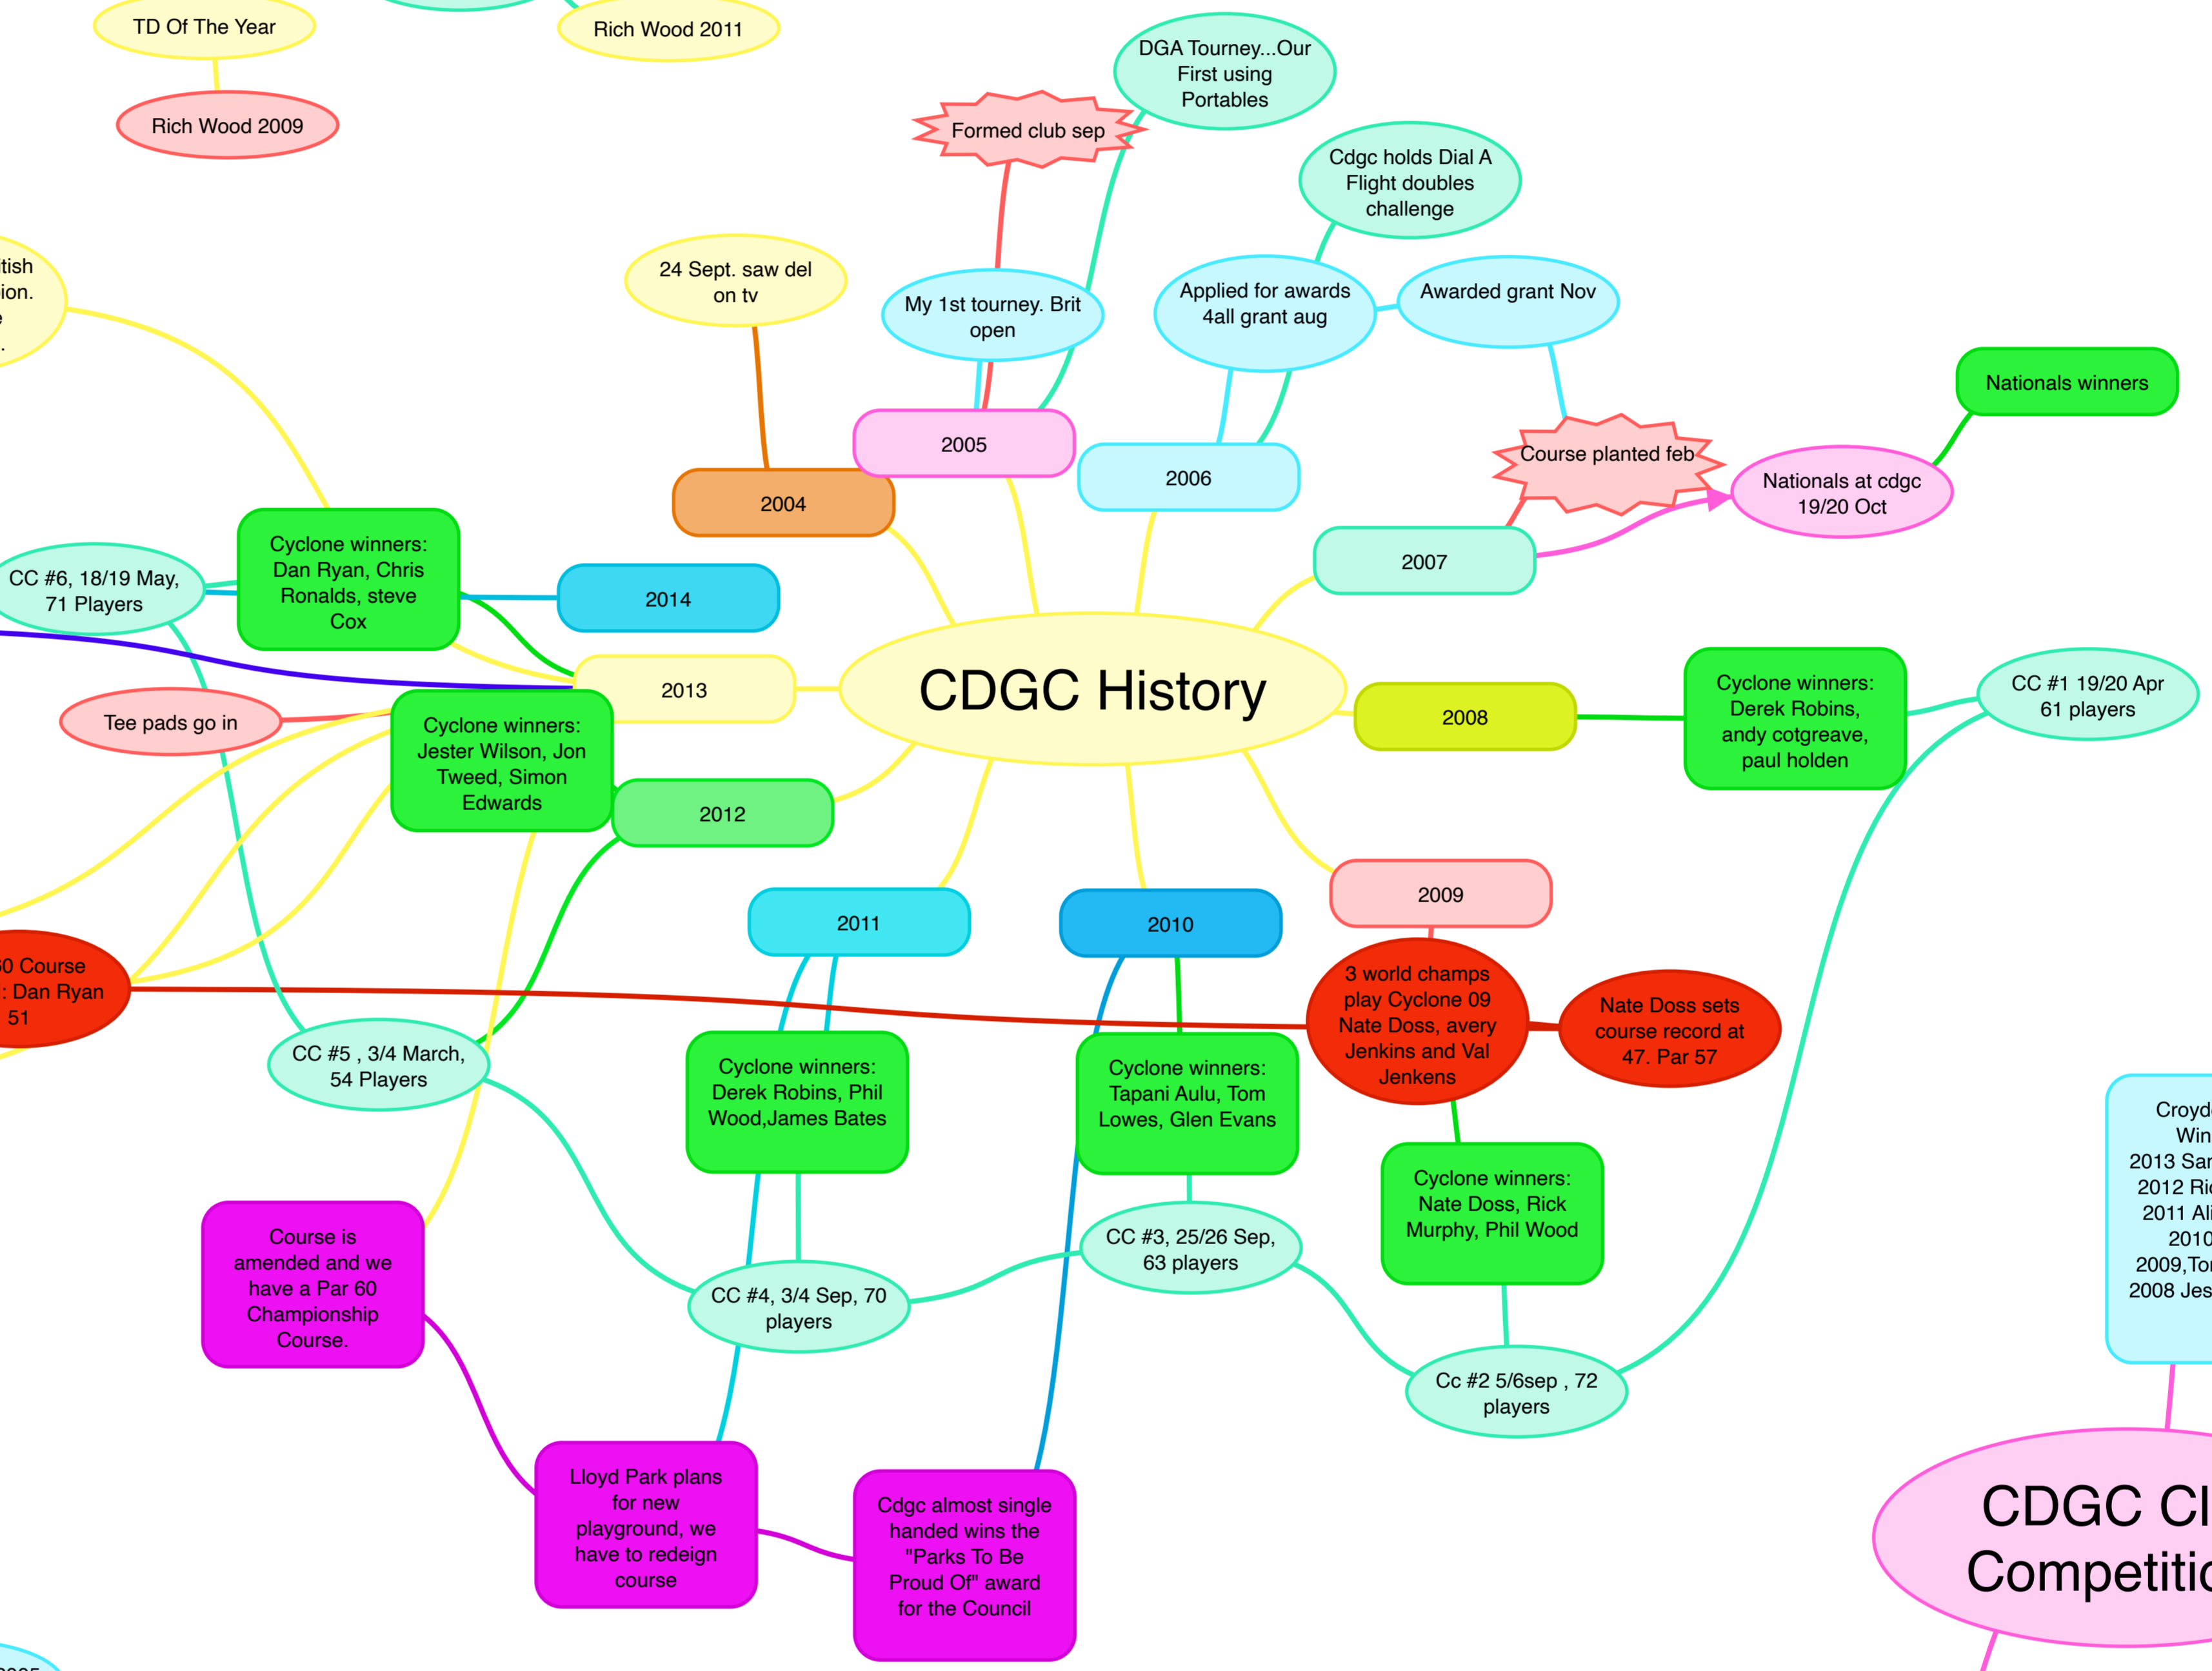 TD Of The Year
Rich Wood 2009
Rich Wood 2011
DGA Tourney...Our
First using
Portables
Formed club sep
Cdgc holds Dial A
Flight doubles
challenge
24 Sept. saw del
on tv
My 1st tourney. Brit
open
Applied for awards
4all grant aug
Awarded grant Nov
Nationals winners
Course planted feb
Nationals at cdgc
19/20 Oct
2004
2005
2006
2007
CC #6, 18/19 May,
71 Players
Cyclone winners:
Dan Ryan, Chris
Ronalds, steve
Cox
2014
2013
Tee pads go in
Cyclone winners:
Jester Wilson, Jon
Tweed, Simon
Edwards
2012
CDGC History
2008
Cyclone winners:
Derek Robins,
andy cotgreave,
paul holden
CC #1 19/20 Apr
61 players
2009
2010
2011
Course
: Dan Ryan
51
3 world champs
play Cyclone 09
Nate Doss, avery
Jenkins and Val
Jenkens
Nate Doss sets
course record at
47. Par 57
CC #5 , 3/4 March,
54 Players
Cyclone winners:
Derek Robins, Phil
Wood,James Bates
Cyclone winners:
Tapani Aulu, Tom
Lowes, Glen Evans
Cyclone winners:
Nate Doss, Rick
Murphy, Phil Wood
Course is
amended and we
have a Par 60
Championship
Course.
CC #4, 3/4 Sep, 70
players
CC #3, 25/26 Sep,
63 players
Cc #2 5/6sep , 72
players
Lloyd Park plans
for new
playground, we
have to redeign
course
Cdgc almost single
handed wins the
"Parks To Be
Proud Of" award
for the Council
2013
2012
2011
2010
2009,
2008
CDGC